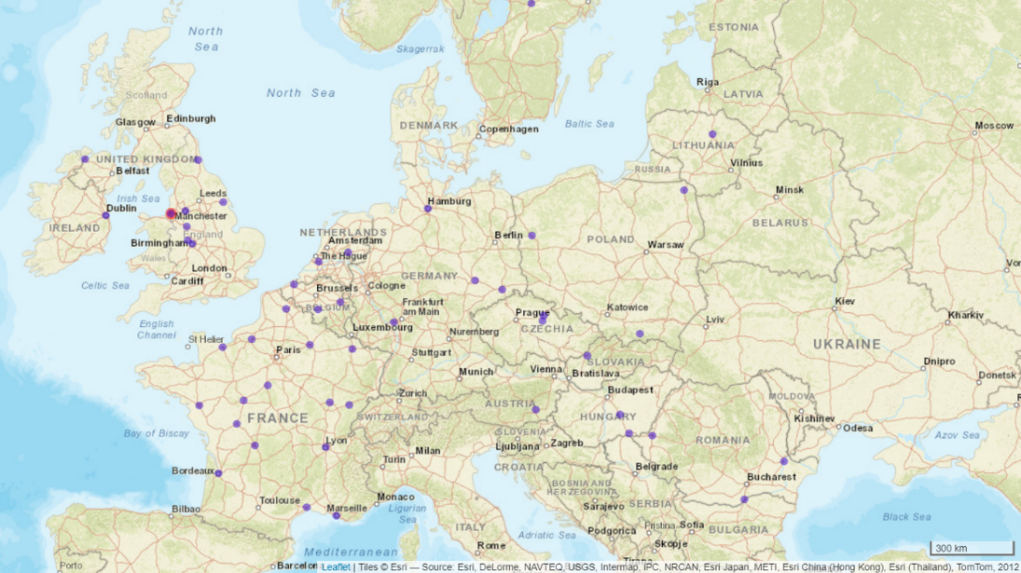 ESTONIA
North
Sea
Skagerrak
Riga
LATVIA
Scotland
North Sea
Glasgow
Edinburgh
DENMARK
Copenhagen
Baltic Sea
Moscow
LITHUANIA
UNITED KINGDOM
Belfast
RUSSIA
Vilnius
Minsk
Leeds
Irish Sea
Dublin
Hamburg
Manchester
IRELAND
England
BELARUS
NETHERLANDS
Berlin
POLAND
Birmingham
Amsterdam
Warsaw
Wales
The Hague
London
Cardiff
GERMANY
Celtic Sea
Brussels
Cologne
Kiev
BELGIUM
Frankfurt
am Main
Katowice
Prague
Kharkiv
English
Channel
Luxembourg
Nuremberg
CZECHIA
Lviv
St Helier
UKRAINE
Paris
Stuttgart
SLOVAKIA
Dnipro
Munich
Vienna
Bratislava
Donetsk
Zurich
Budapest
MOLDOVA
AUSTRIA
FRANCE
SWITZERLAND
HUNGARY
Kishinev
Odesa
Bay of Biscay
SLOVENIA
Azov Sea
Lyon
Ljubljana
Zagreb
ROMANIA
Milan
Turin
CROATIA
Belgrade
Bordeaux
Bucharest
BOSNIA AND
HERZEGOVINA
Monaco
Toulouse
Marseille
Ligurian
Sea
Sarajevo
SERBIA
Bilbao
Black Sea
ITALY
Adriatic Sea
Podgorica
Pristina
Sofia
BULGARIA
Rome
Skopje
300 km
Mediterranean
Porto
Barcelon
Leaflet | Tiles © Esri — Source: Esri, DeLorme, NAVTEQ, USGS, Intermap, iPC, NRCAN, Esri Japan, METI, Esri China (Hong Kong), Esri (Thailand), TomTom, 2012